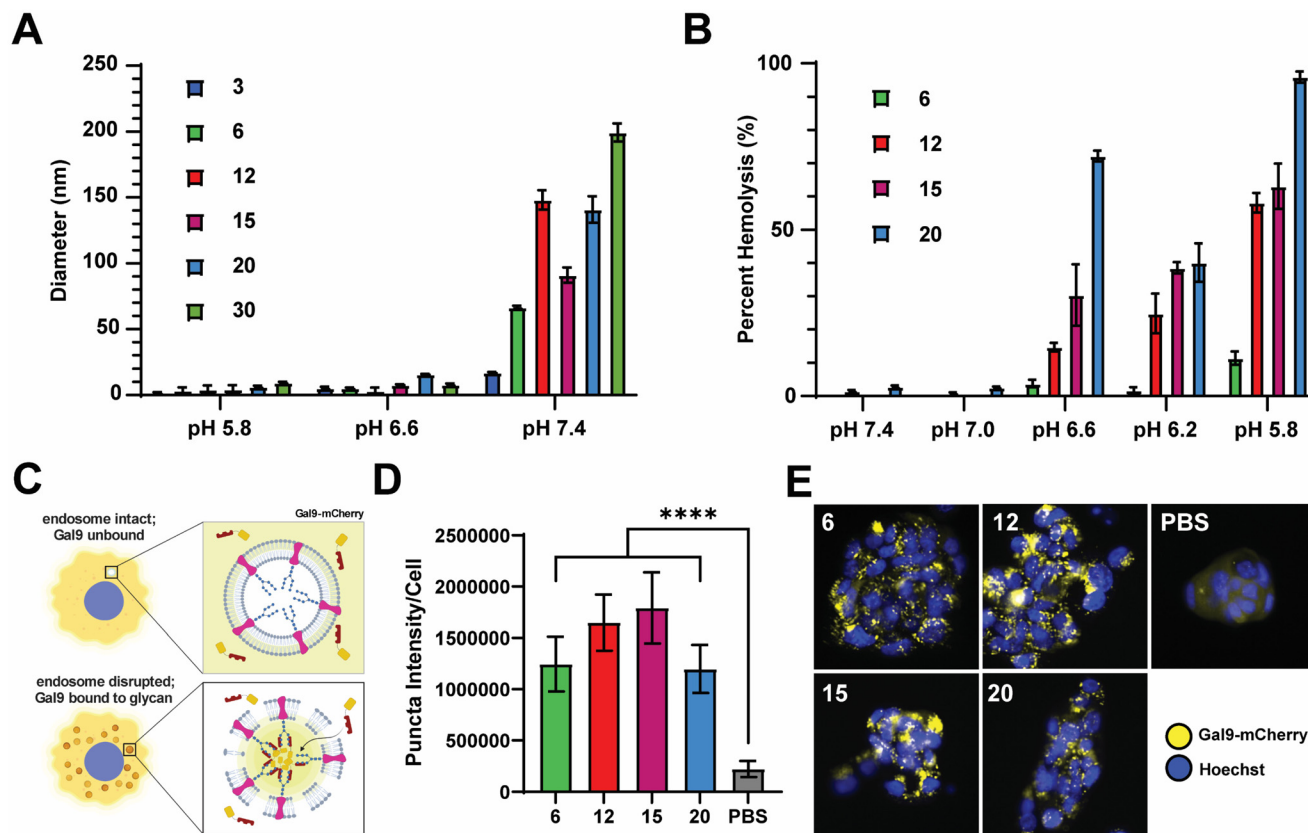 A
250
200
150
100
50
0
Diameter (nm)
3
6
12
15
20
30
pH 5.8 pH 6.6 pH 7.4
B
100
50
0
Percent Hemolysis (%)
6
12
15
20
pH 7.4 pH 7.0 pH 6.6 pH 6.2 pH 5.8
C
endosome intact;
Gal9 unbound
Gal9-mCherry
endosome disrupted;
Gal9 bound to glycan
D
****
2500000
2000000
1500000
1000000
500000
0
Puncta Intensity/Cell
6 12 15 20 PBS
E
6 12 PBS
15 20
Gal9-mCherry
Hoechst